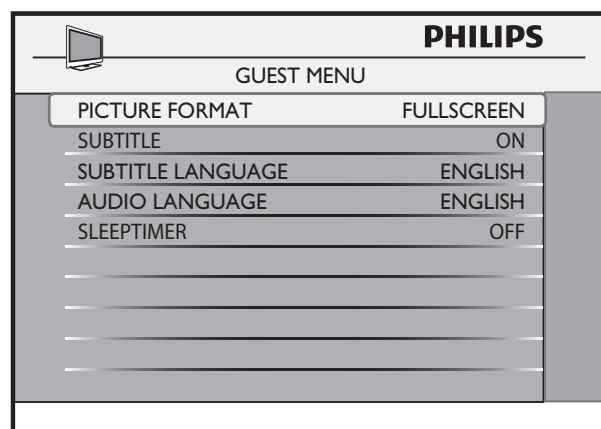 PHILIPS
GUEST MENU
PICTURE FORMAT FULLSCREEN
SUBTITLE ON
SUBTITLE LANGUAGE ENGLISH
AUDIO LANGUAGE ENGLISH
SLEEPTIMER OFF